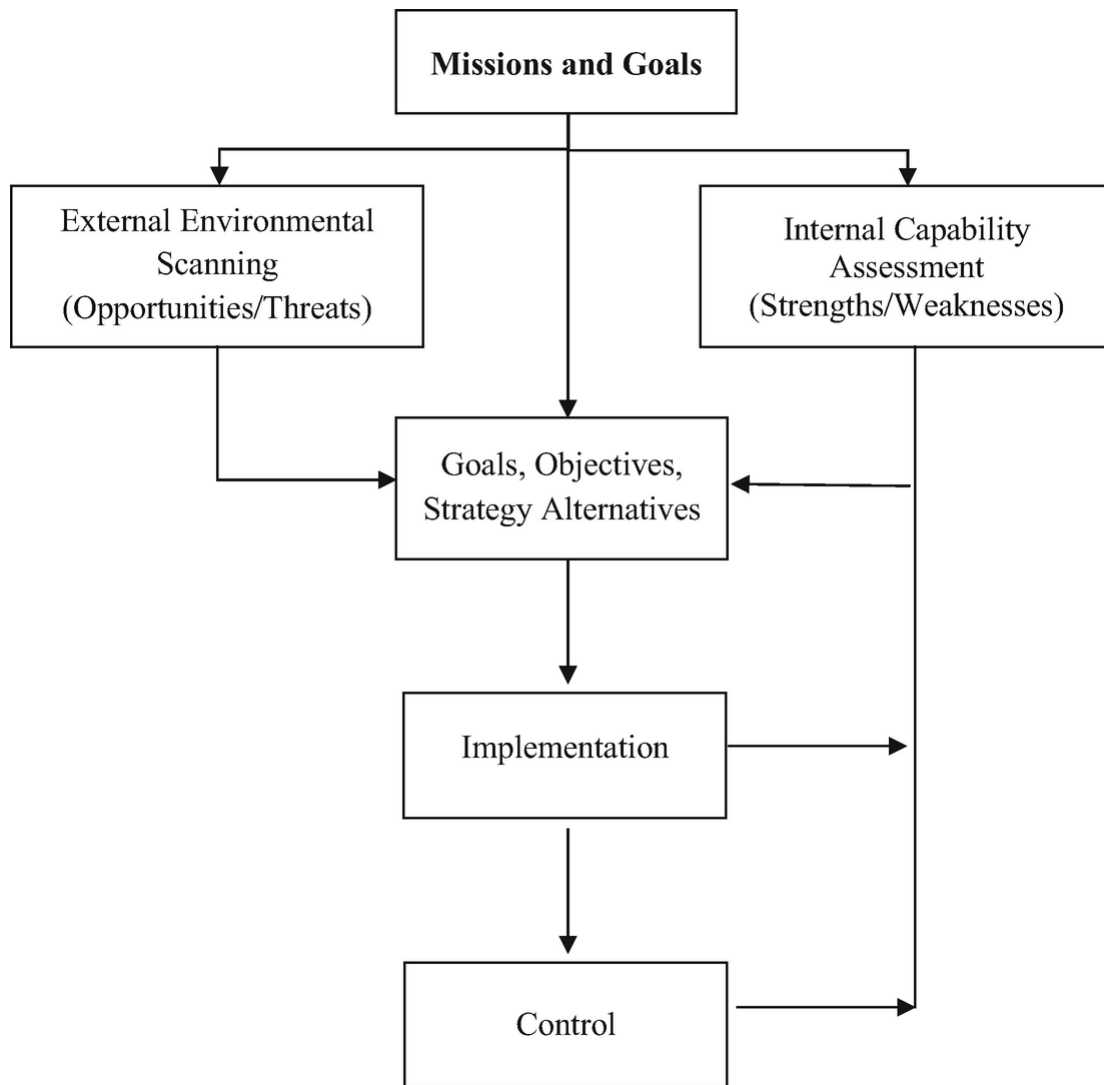 Missions and Goals
External Environmental
Scanning
(Opportunities/Threats)
Internal Capability
Assessment
(Strengths/Weaknesses)
Goals, Objectives,
Strategy Alternatives
Implementation
Control